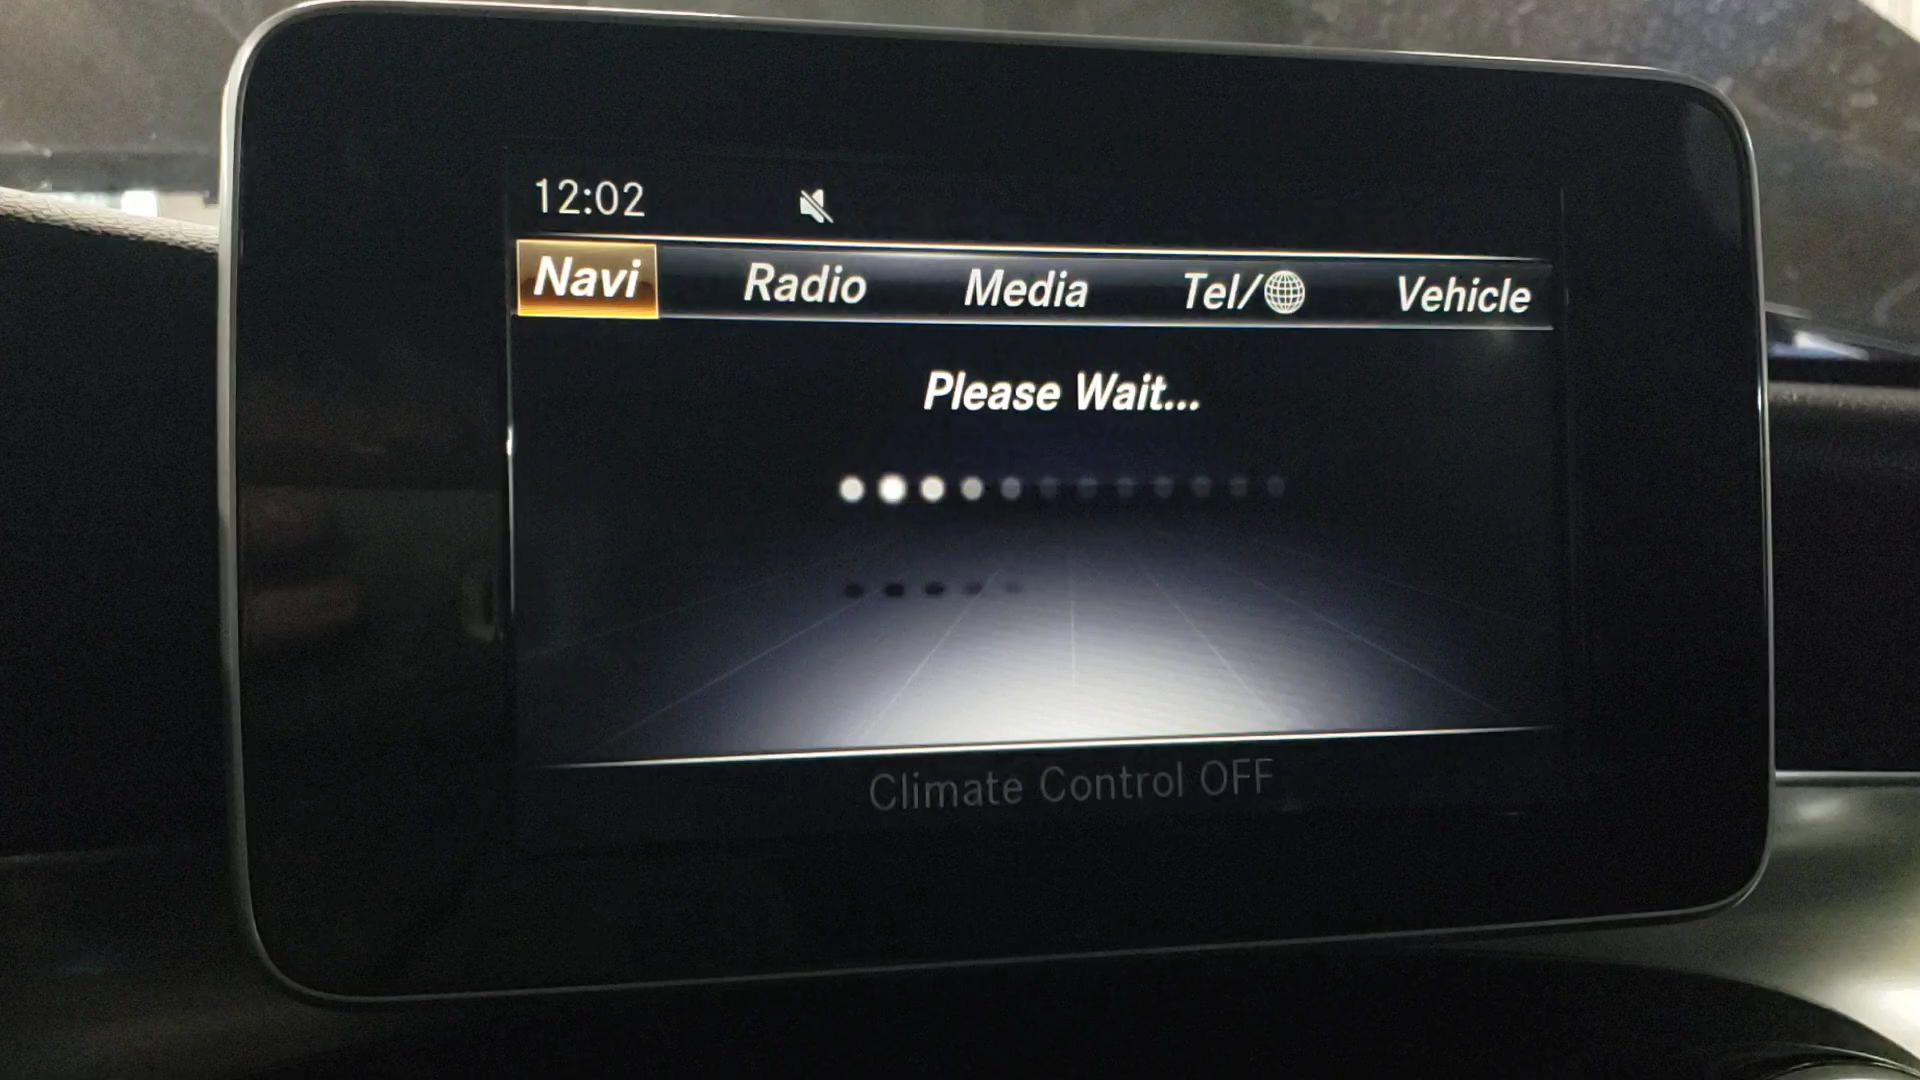 12:02
Navi Radio Media Tel/ Vehicle
Please Wait...
Climate Control OFF